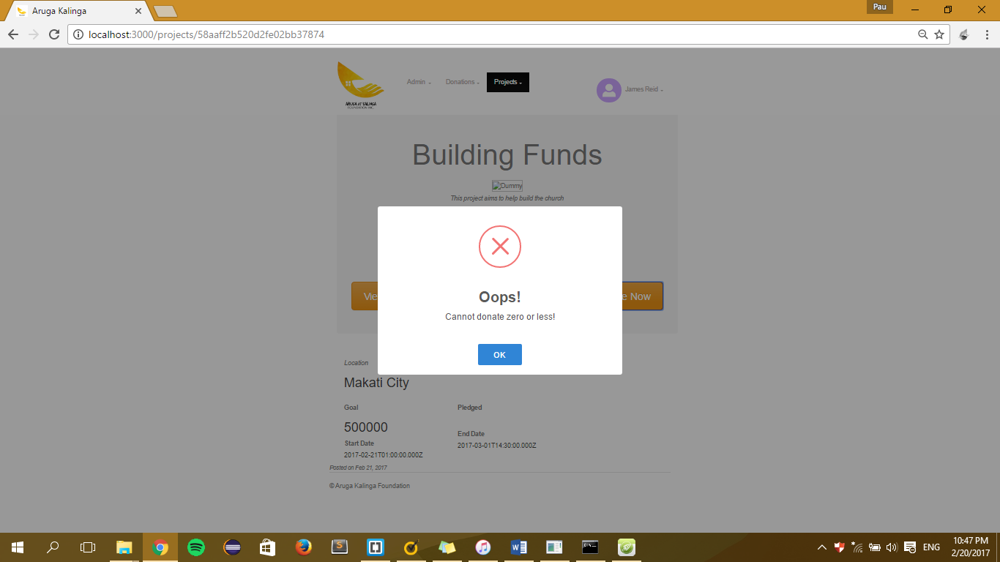 Aruga Kalinga
Pau
localhost:3000/projects/58aaff2b520d2fe02bb37874
ARUGA AT KALINGA
FOUNDATION INC.
Admin
Donations
Projects
James Reid
Building Funds
Dummy
This project aims to help build the church
Vie
e Now
Oops!
Cannot donate zero or less!
OK
Location
Makati City
Goal
Pledged
500000
Start Date
End Date
2017-02-21T01:00:00.000Z
2017-03-01T14:30:00.000Z
Posted on Feb 21, 2017
© Aruga Kalinga Foundation
ENG
10:47 PM
2/20/2017